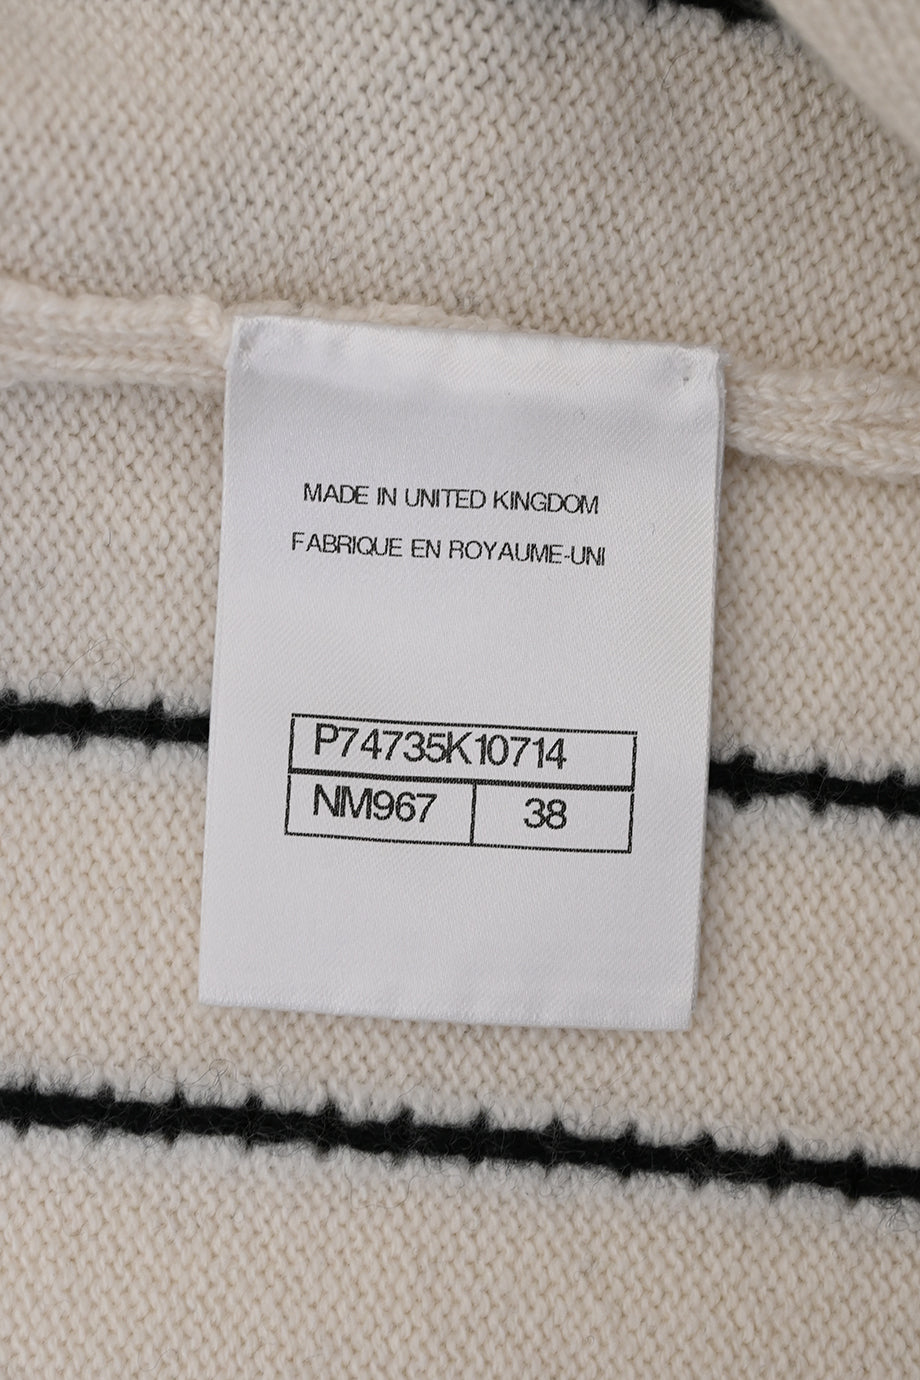 MADE IN UNITED KINGDOM
FABRIQUE EN ROYAUME-UNI
P74735K10714
NM967 38